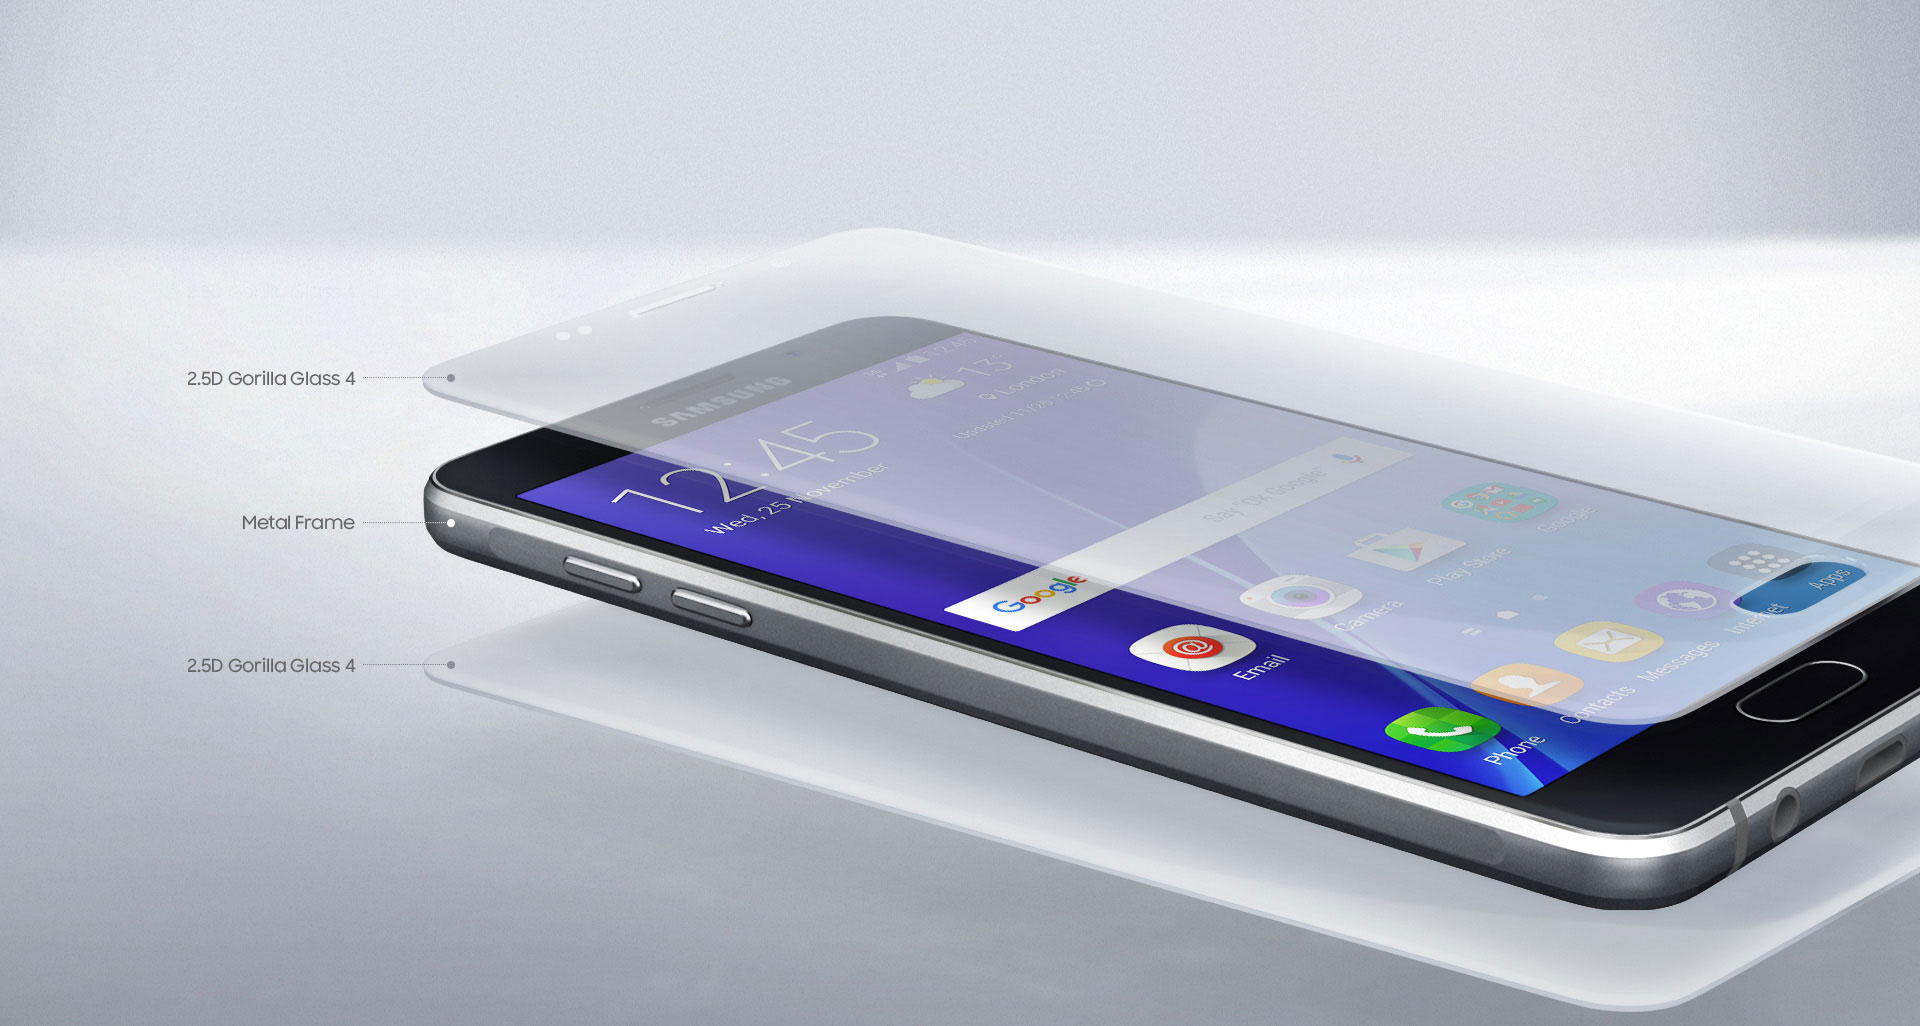 2.5D Gorilla Glass 4
Metal Frame
2.5D Gorilla Glass 4
SAMSUNG
2:45
13°
London
Updated 11/25 12:45
12:45
Wed, 25 November
Google
Say "Ok Google"
Google
Play Store
Camera
Email
Apps
Internet
Messages
Contacts
Phone